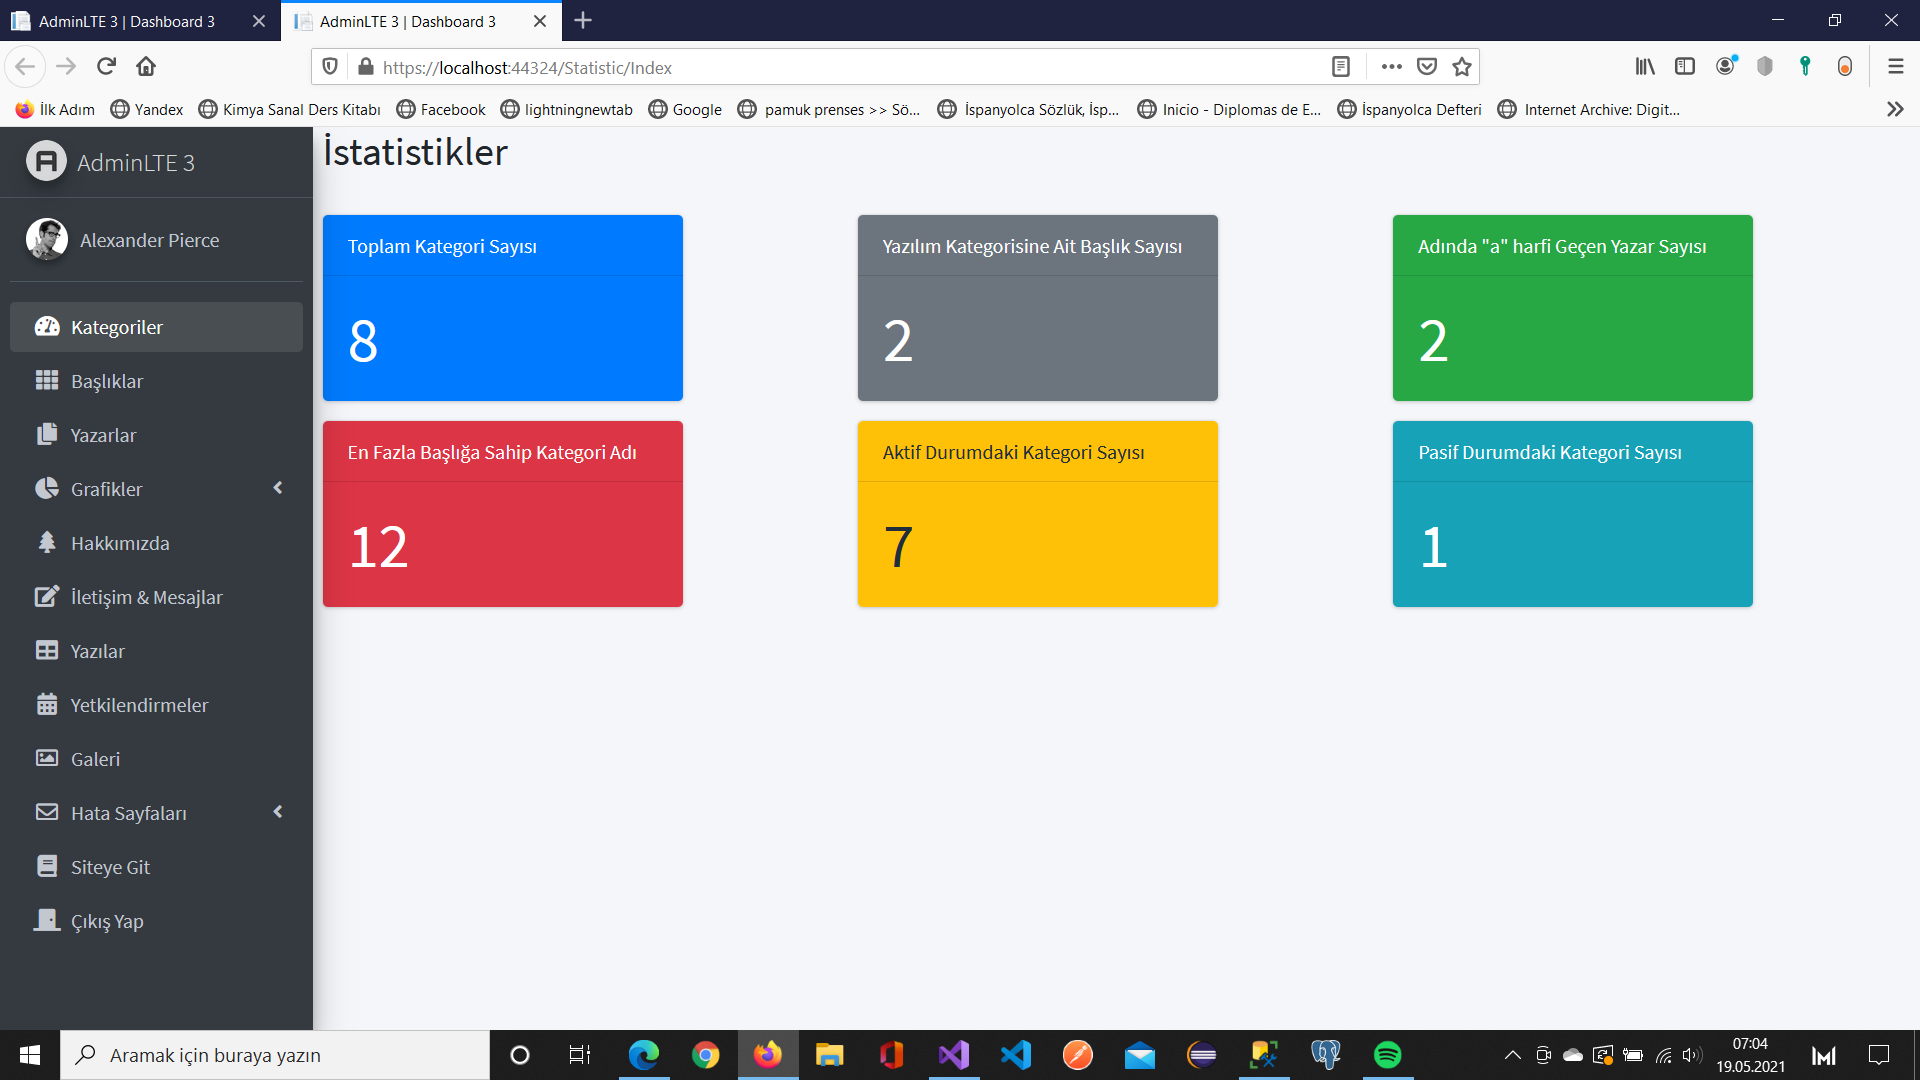 AdminLTE 3 | Dashboard 3
AdminLTE 3 | Dashboard 3
https://localhost:44324/Statistic/Index
İlk Adım
Yandex
Kimya Sanal Ders Kitabı
Facebook
lightningnewtab
Google
pamuk prenses >> Sö...
İspanyolca Sözlük, İsp...
Inicio - Diplomas de E...
İspanyolca Defteri
Internet Archive: Digit...
AdminLTE 3
Alexander Pierce
Kategoriler
Başlıklar
Yazarlar
Grafikler
Hakkımızda
İletişim & Mesajlar
Yazılar
Yetkilendirmeler
Galeri
Hata Sayfaları
Siteye Git
Çıkış Yap
İstatistikler
Toplam Kategori Sayısı
8
Yazılım Kategorisine Ait Başlık Sayısı
2
Adında "a" harfi Geçen Yazar Sayısı
2
En Fazla Başlığa Sahip Kategori Adı
12
Aktif Durumdaki Kategori Sayısı
7
Pasif Durumdaki Kategori Sayısı
1
Aramak için buraya yazın
07:04
19.05.2021